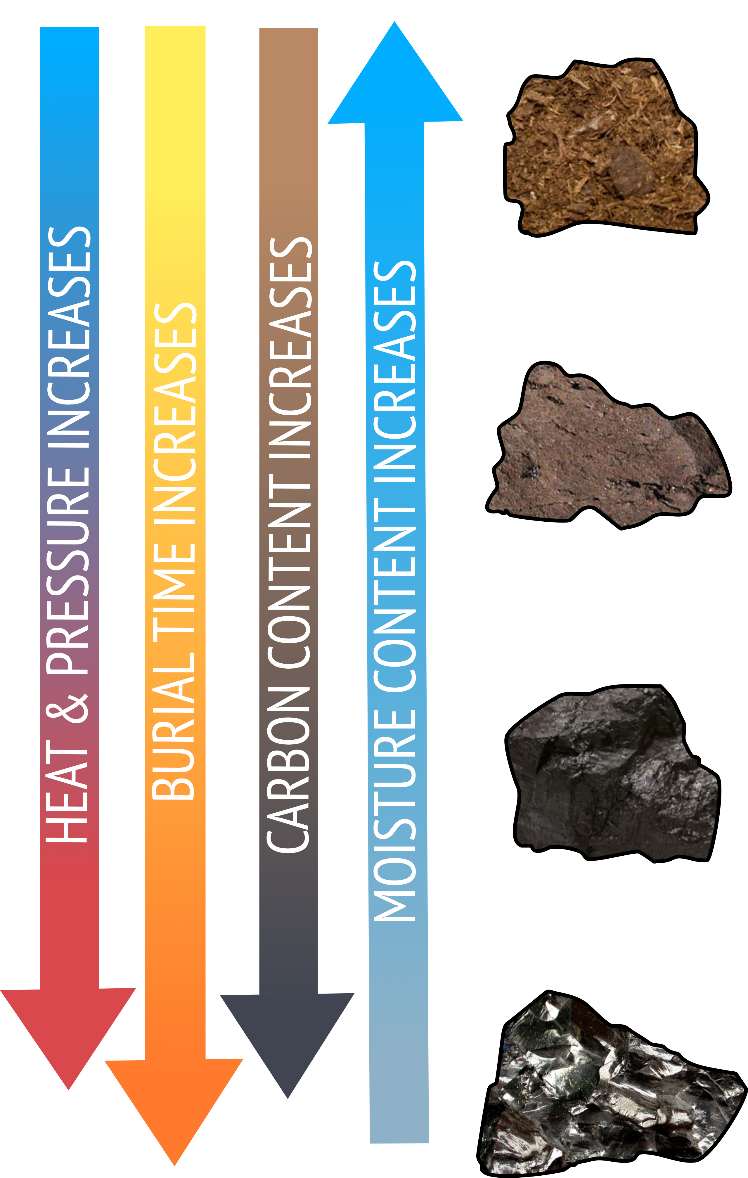 HEAT & PRESSURE INCREASES
BURIAL TIME INCREASES
CARBON CONTENT INCREASES
MOISTURE CONTENT INCREASES